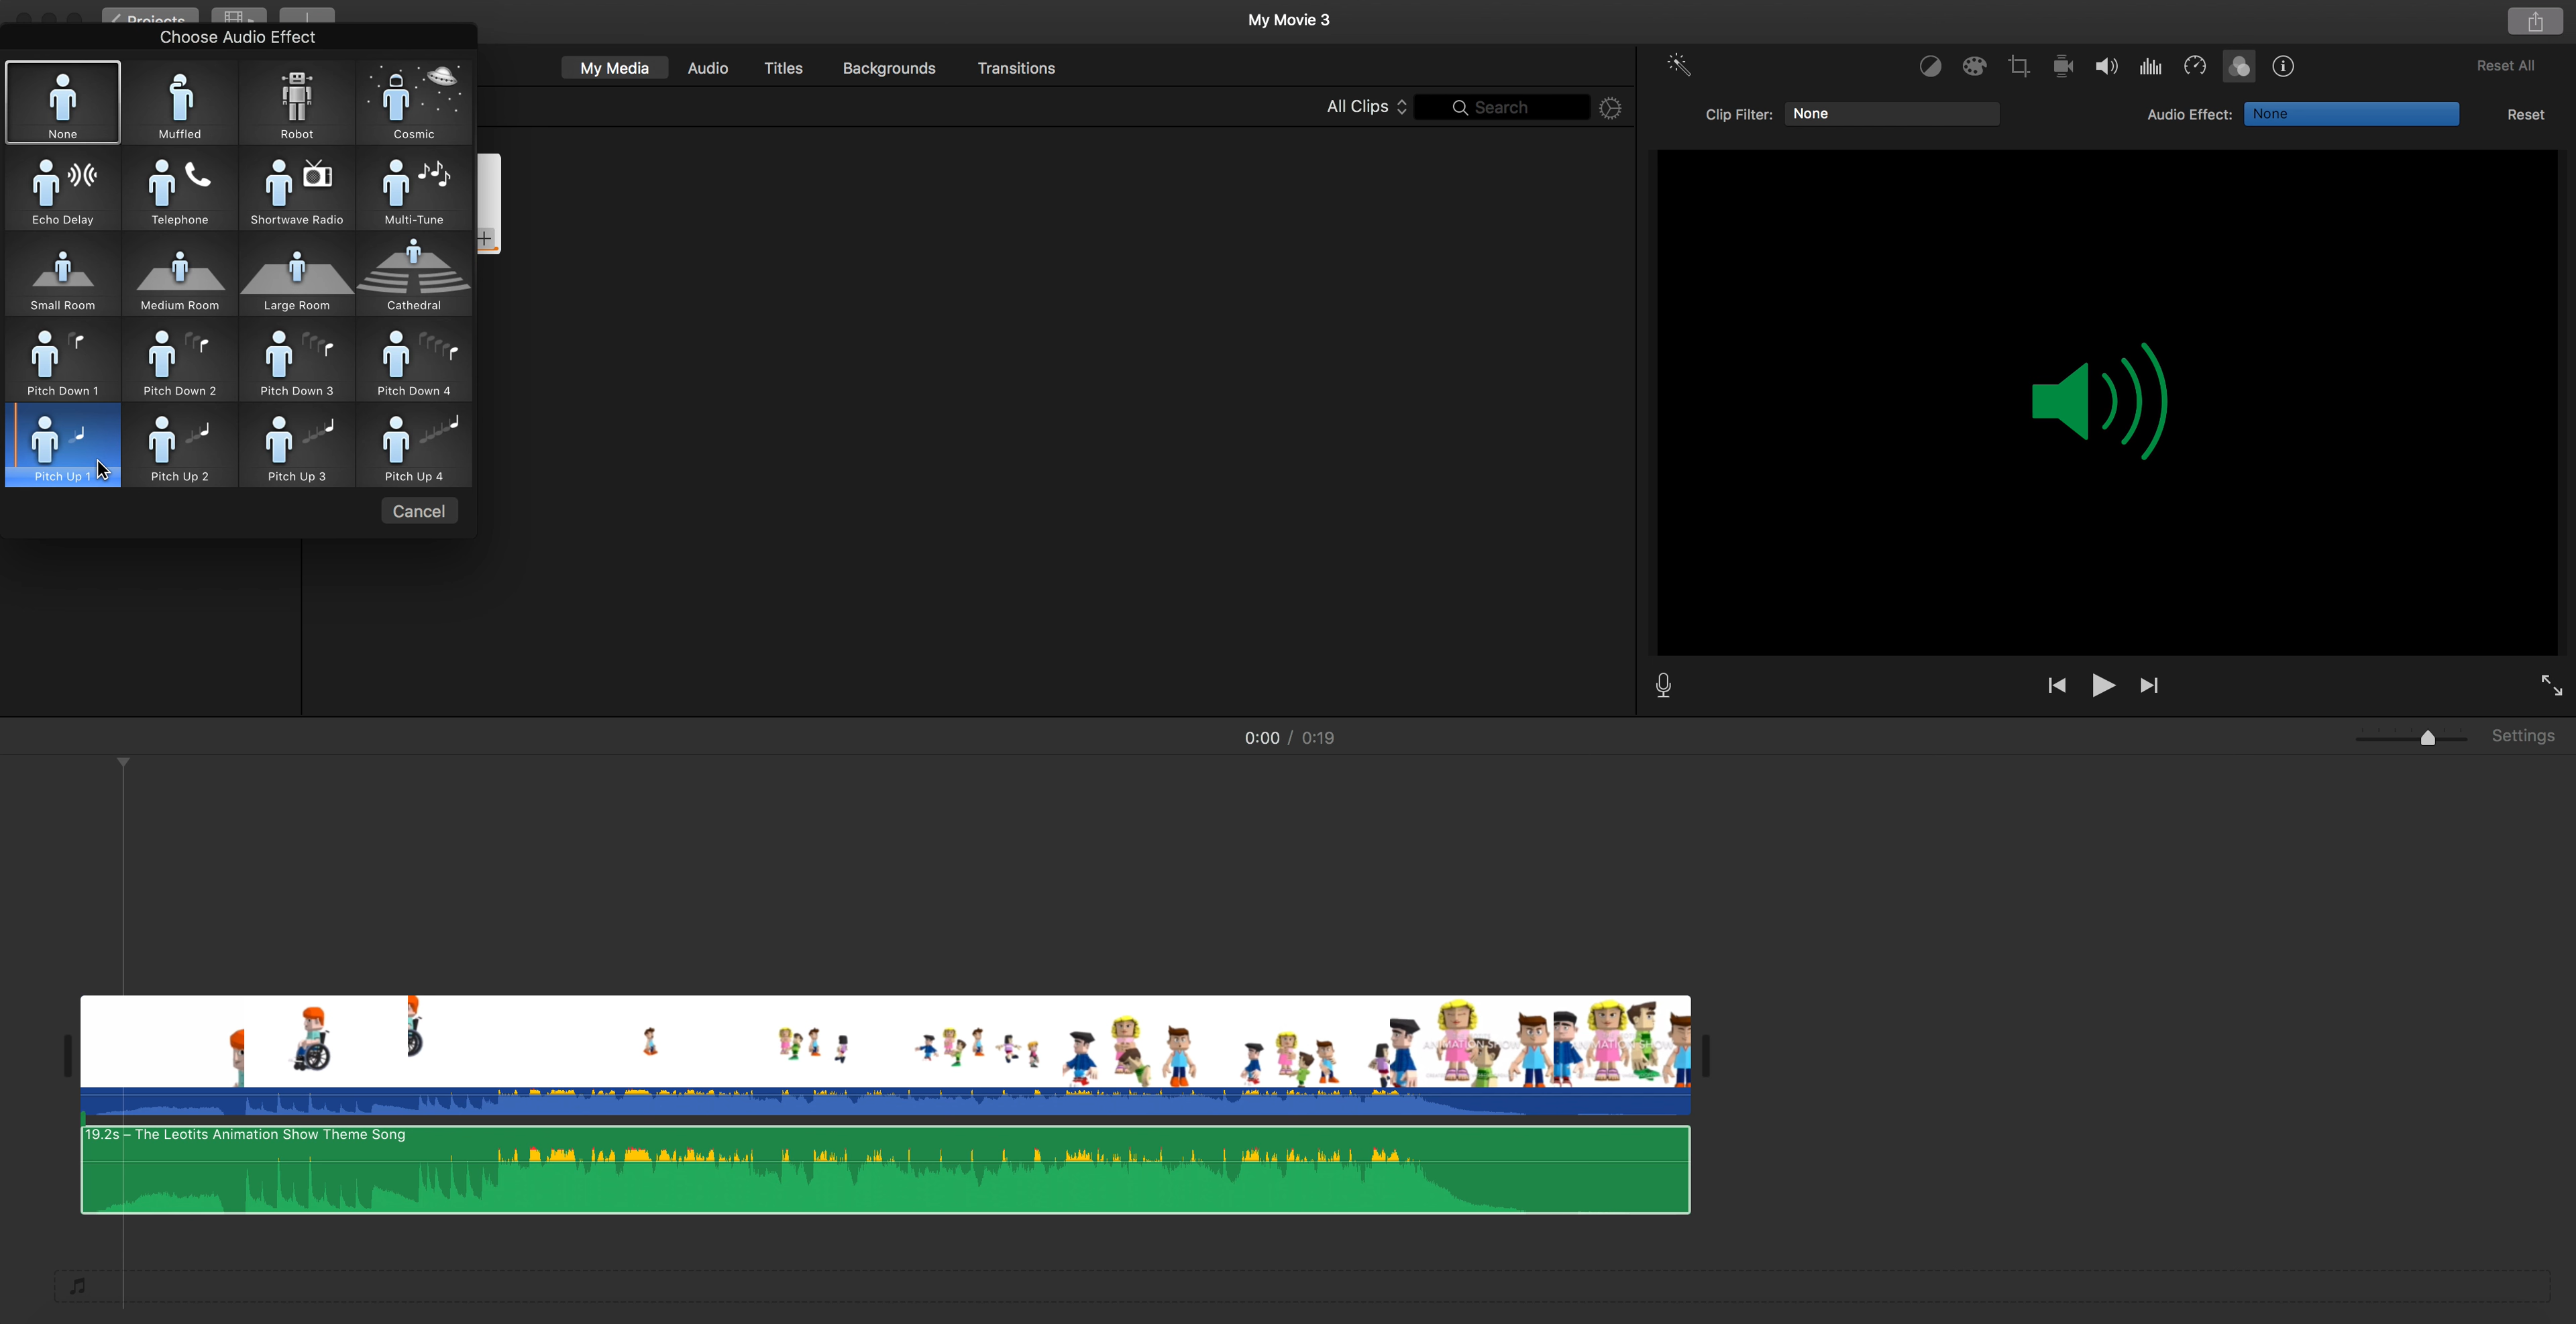 Projects
My Movie 3
Choose Audio Effect
My Media Audio Titles Backgrounds Transitions
Reset All
All Clips Search
Clip Filter: None Audio Effect: None Reset
None Muffled Robot Cosmic
Echo Delay Telephone Shortwave Radio Multi-Tune
Small Room Medium Room Large Room Cathedral
Pitch Down 1 Pitch Down 2 Pitch Down 3 Pitch Down 4
Pitch Up 1 Pitch Up 2 Pitch Up 3 Pitch Up 4
Cancel
0:00 / 0:19
Settings
ANIMATION SHOW ANIMATION SHOW
19.2s – The Leotits Animation Show Theme Song